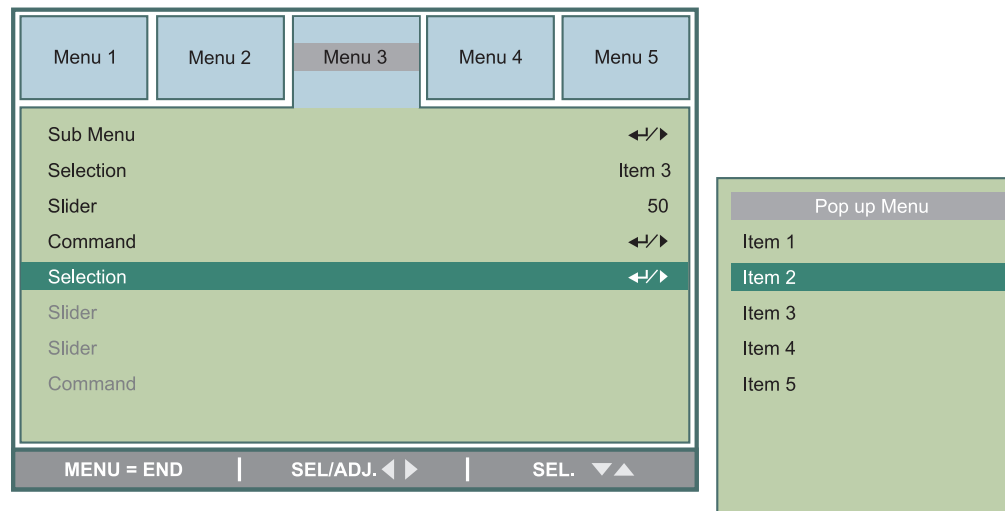 Menu 1 Menu 2 Menu 3 Menu 4 Menu 5
Sub Menu
Selection Item 3
Slider 50
Command
Selection
Slider
Slider
Command
MENU = END | SEL/ADJ. | SEL.
Pop up Menu
Item 1
Item 2
Item 3
Item 4
Item 5